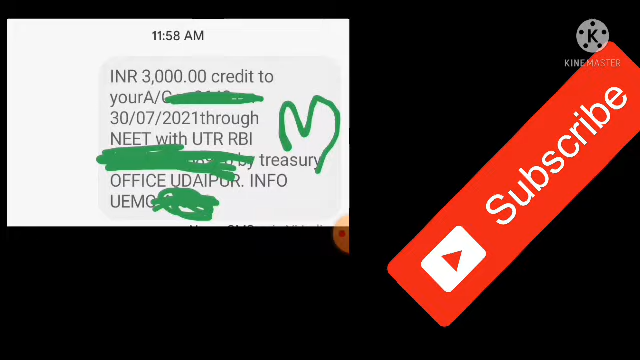 11:58 AM
KINEMASTER
INR 3,000.00 credit to
yourA/C
30/07/2021through
NEET with UTR RBI
by treasury
OFFICE UDAIPUR. INFO
UEMO
Subscribe